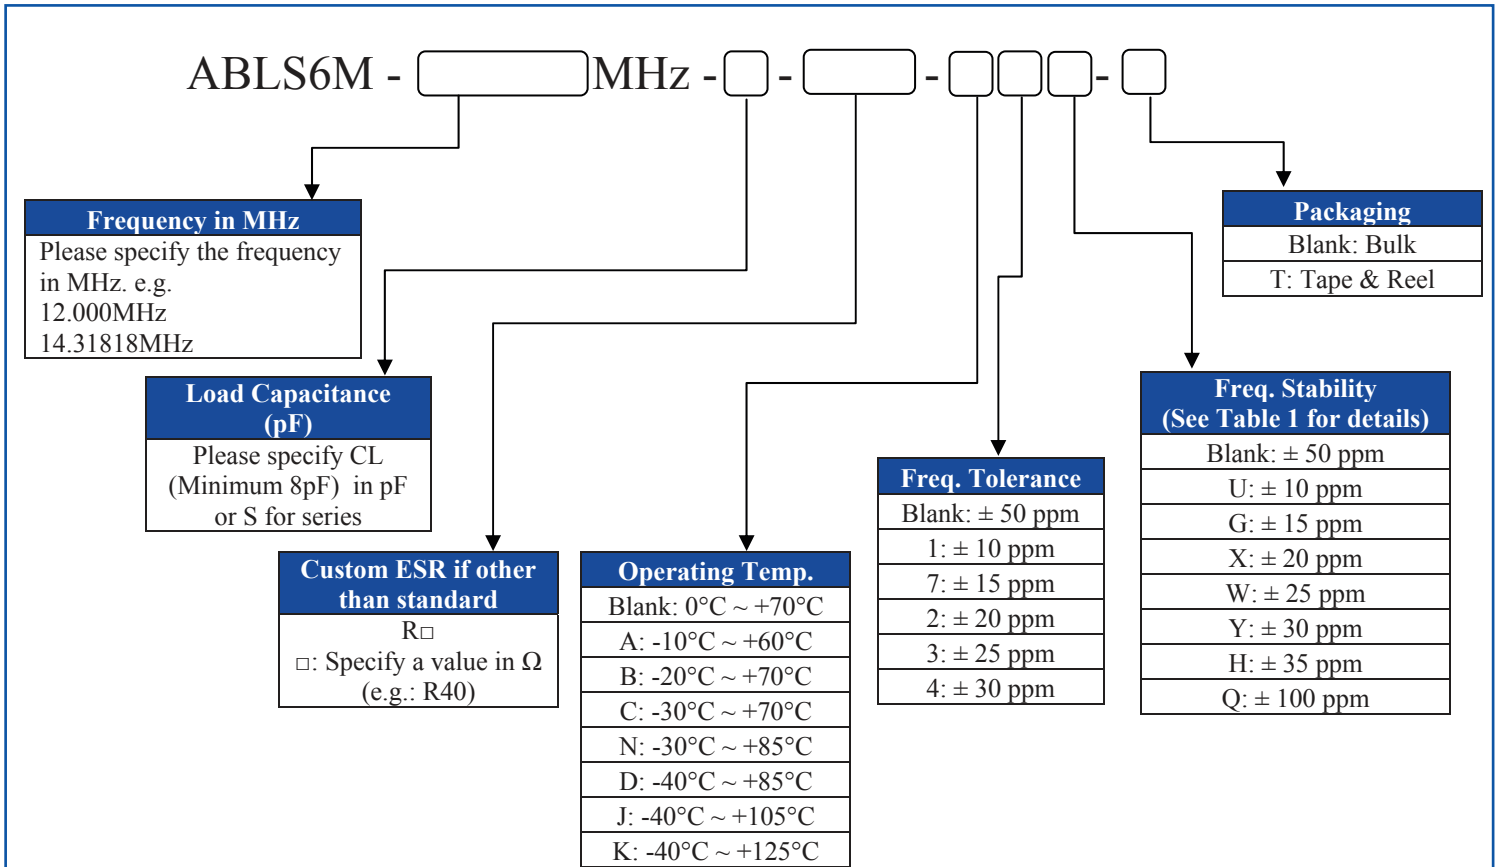 ABLS6M - MHz - - - 
Frequency in MHz
Please specify the frequency
in MHz. e.g.
12.000MHz
14.31818MHz
Load Capacitance
(pF)
Please specify CL
(Minimum 8pF) in pF
or S for series
Custom ESR if other
than standard
R□
□: Specify a value in Ω
(e.g.: R40)
Operating Temp.
Blank: 0°C ~ +70°C
A: -10°C ~ +60°C
B: -20°C ~ +70°C
C: -30°C ~ +70°C
N: -30°C ~ +85°C
D: -40°C ~ +85°C
J: -40°C ~ +105°C
K: -40°C ~ +125°C
Freq. Tolerance
Blank: ± 50 ppm
1: ± 10 ppm
7: ± 15 ppm
2: ± 20 ppm
3: ± 25 ppm
4: ± 30 ppm
Freq. Stability
(See Table 1 for details)
Blank: ± 50 ppm
U: ± 10 ppm
G: ± 15 ppm
X: ± 20 ppm
W: ± 25 ppm
Y: ± 30 ppm
H: ± 35 ppm
Q: ± 100 ppm
Packaging
Blank: Bulk
T: Tape & Reel